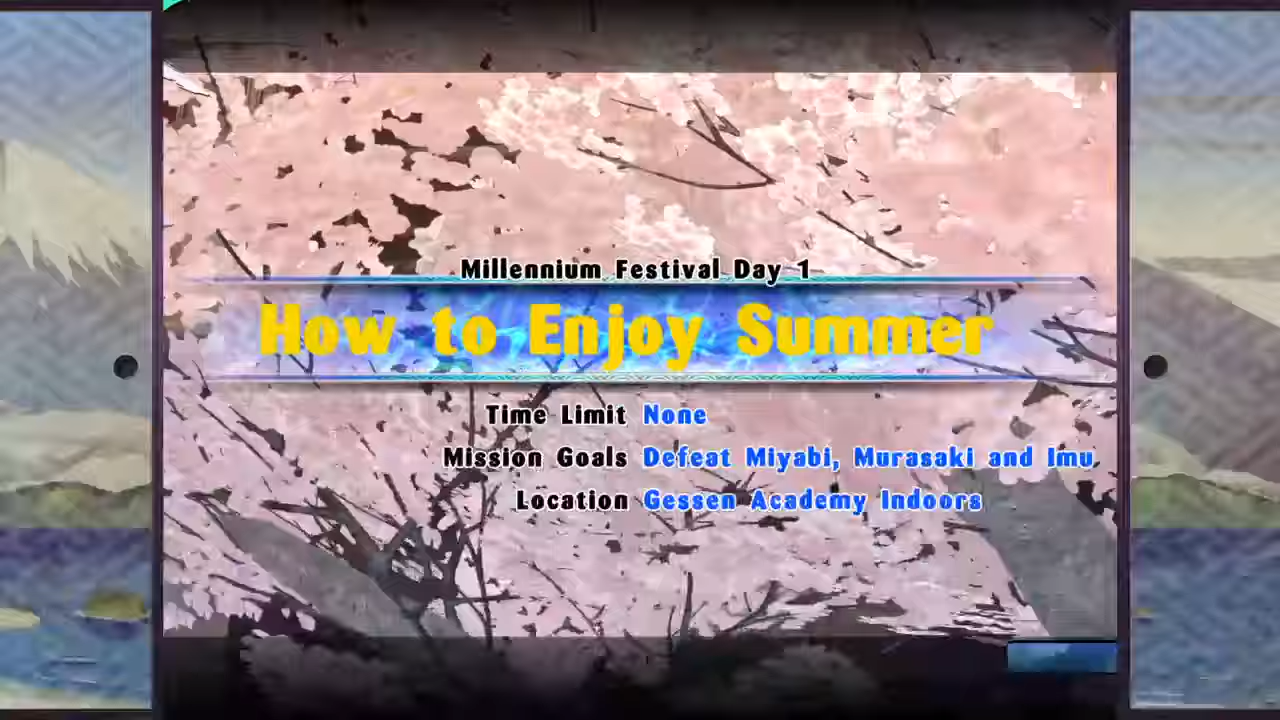 Millennium Festival Day 1
How to Enjoy Summer
Time Limit None
Mission Goals Defeat Miyabi, Murasaki and Imu
Location Gessen Academy Indoors